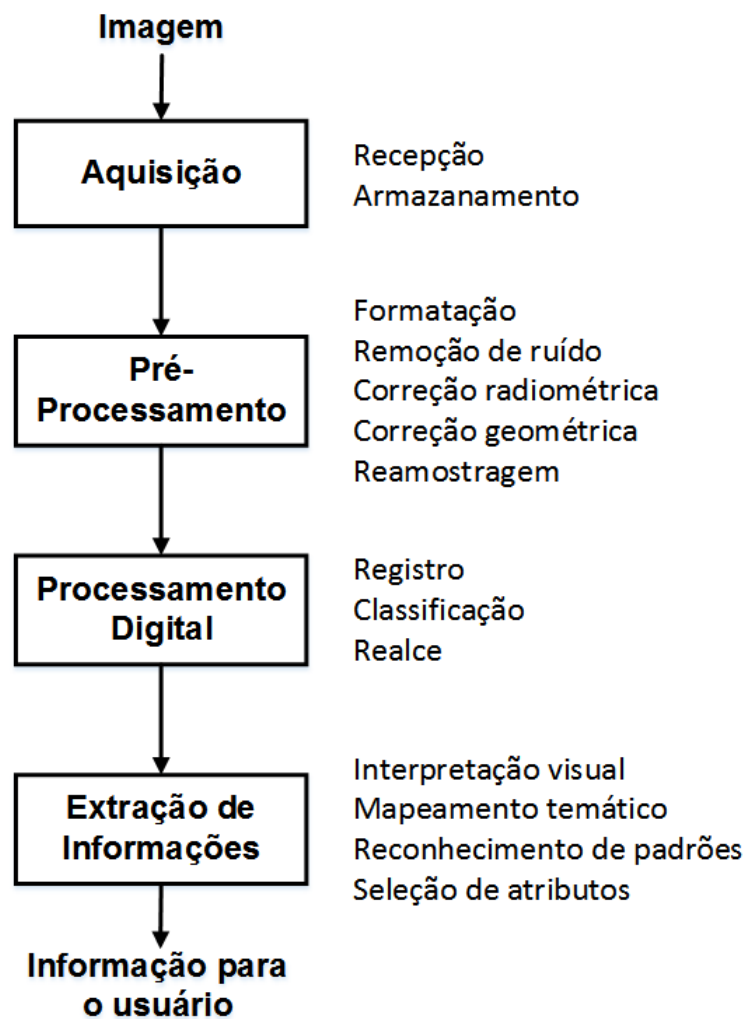 Imagem
Aquisição
Recepção
Armazanamento
Pré-
Processamento
Formatação
Remoção de ruído
Correção radiométrica
Correção geométrica
Reamostragem
Processamento
Digital
Registro
Classificação
Realce
Extração de
Informações
Interpretação visual
Mapeamento temático
Reconhecimento de padrões
Seleção de atributos
Informação para
o usuário